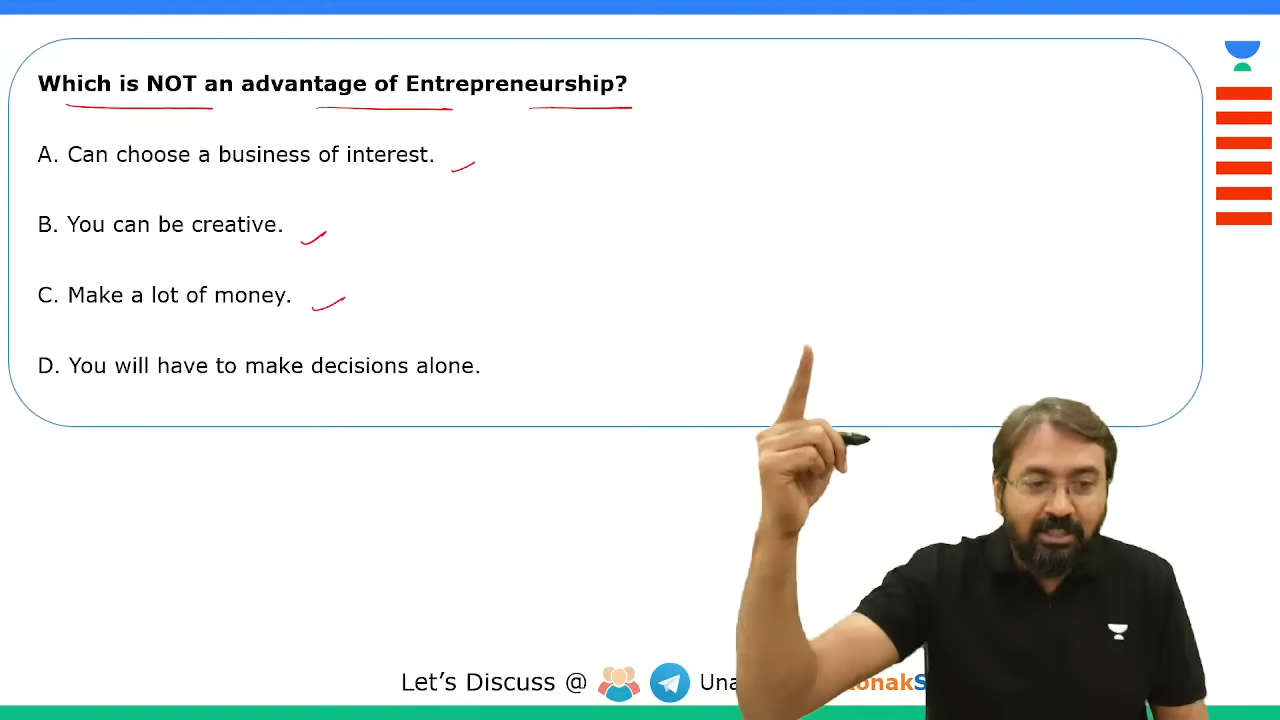 Which is NOT an advantage of Entrepreneurship?
A. Can choose a business of interest.
B. You can be creative.
C. Make a lot of money.
D. You will have to make decisions alone.
Let's Discuss @